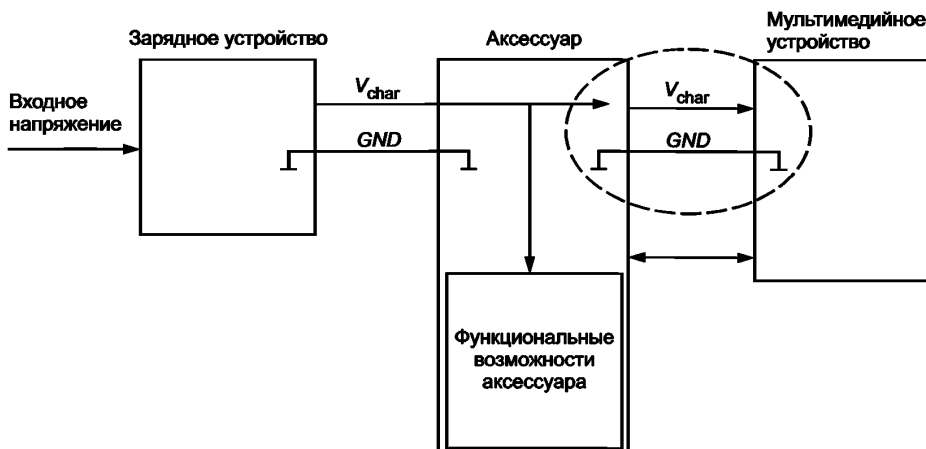 Зарядное устройство
Аксессуар
Мультимедийное
устройство
Входное
напряжение
Vchar
GND
Vchar
GND
Функциональные
возможности
аксессуара